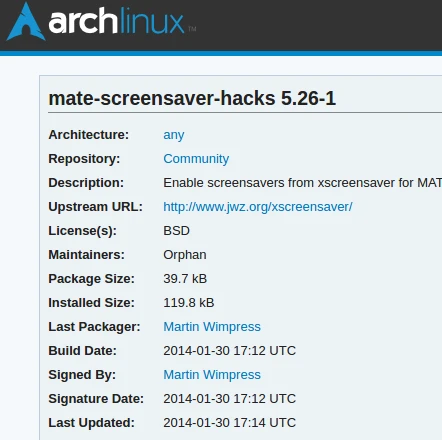 archlinux™
mate-screensaver-hacks 5.26-1
Architecture: any
Repository: Community
Description: Enable screensavers from xscreensaver for MAT
Upstream URL: http://www.jwz.org/xscreensaver/
License(s): BSD
Maintainers: Orphan
Package Size: 39.7 kB
Installed Size: 119.8 kB
Last Packager: Martin Wimpress
Build Date: 2014-01-30 17:12 UTC
Signed By: Martin Wimpress
Signature Date: 2014-01-30 17:12 UTC
Last Updated: 2014-01-30 17:14 UTC